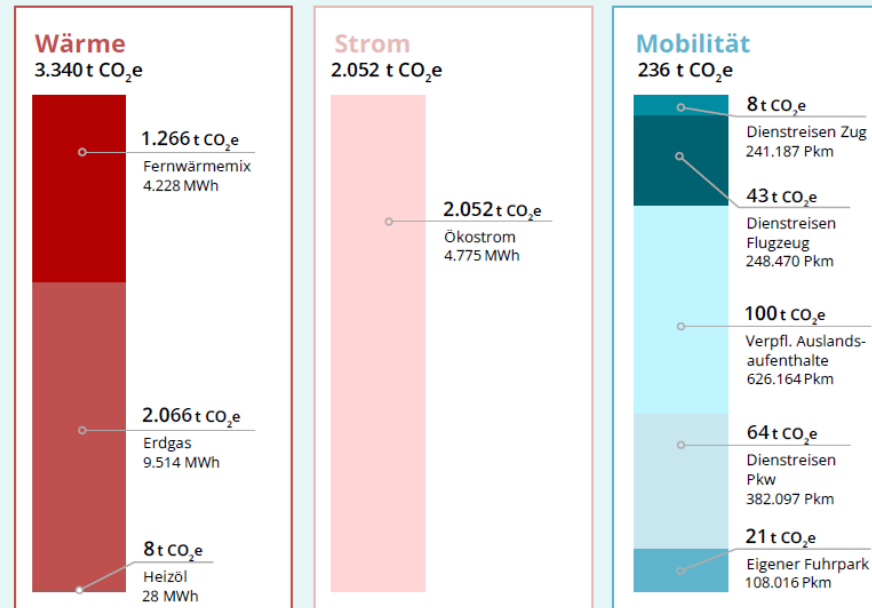 Wärme
3.340 t CO₂e
1.266 t CO₂e
Fernwärmemix
4.228 MWh
2.066 t CO₂e
Erdgas
9.514 MWh
8 t CO₂e
Heizöl
28 MWh
Strom
2.052 t CO₂e
2.052 t CO₂e
Ökostrom
4.775 MWh
Mobilität
236 t CO₂e
8 t CO₂e
Dienstreisen Zug
241.187 Pkm
43 t CO₂e
Dienstreisen
Flugzeug
248.470 Pkm
100 t CO₂e
Verpfl. Auslands-
aufenthalte
626.164 Pkm
64 t CO₂e
Dienstreisen
Pkw
382.097 Pkm
21 t CO₂e
Eigener Fuhrpark
108.016 Pkm